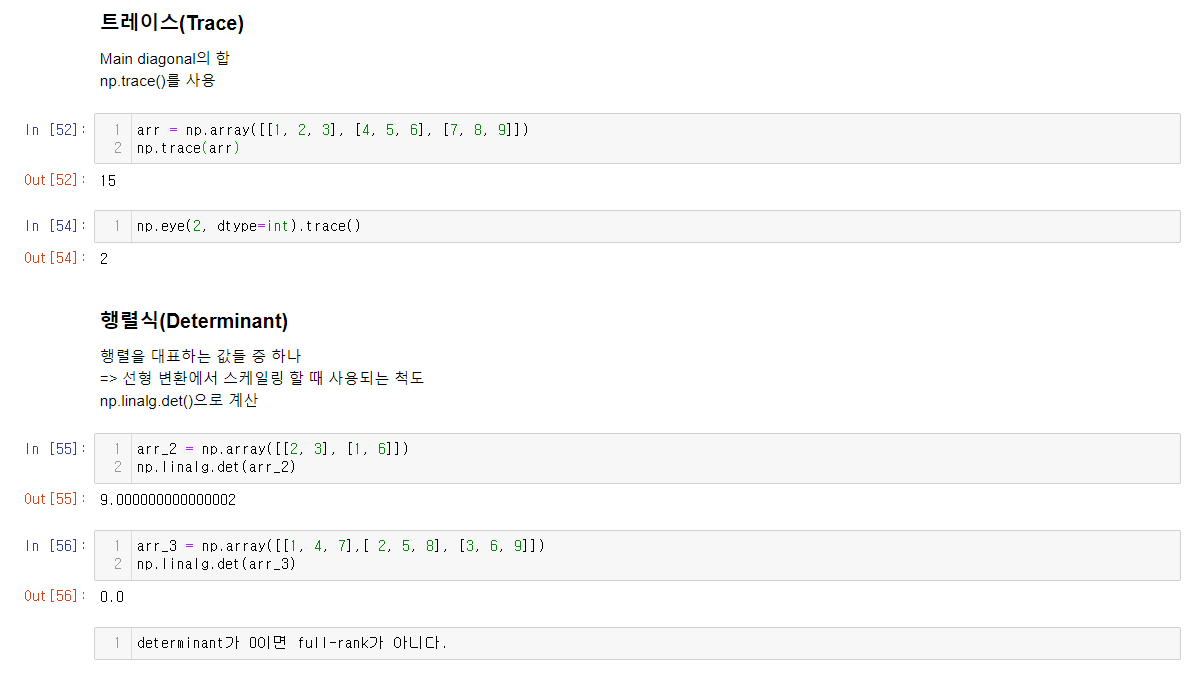 트레이스(Trace)
Main diagonal의 합
np.trace()를 사용
In [52]:
1 arr = np.array([[1, 2, 3], [4, 5, 6], [7, 8, 9]])
2 np.trace(arr)
Out[52]: 15
In [54]:
1 np.eye(2, dtype=int).trace()
Out[54]: 2
행렬식(Determinant)
행렬을 대표하는 값들 중 하나
=> 선형 변환에서 스케일링 할 때 사용되는 척도
np.linalg.det()으로 계산
In [55]:
1 arr_2 = np.array([[2, 3], [1, 6]])
2 np.linalg.det(arr_2)
Out[55]: 9.000000000000002
In [56]:
1 arr_3 = np.array([[1, 4, 7],[ 2, 5, 8], [3, 6, 9]])
2 np.linalg.det(arr_3)
Out[56]: 0.0
1 determinant가 0이면 full-rank가 아니다.